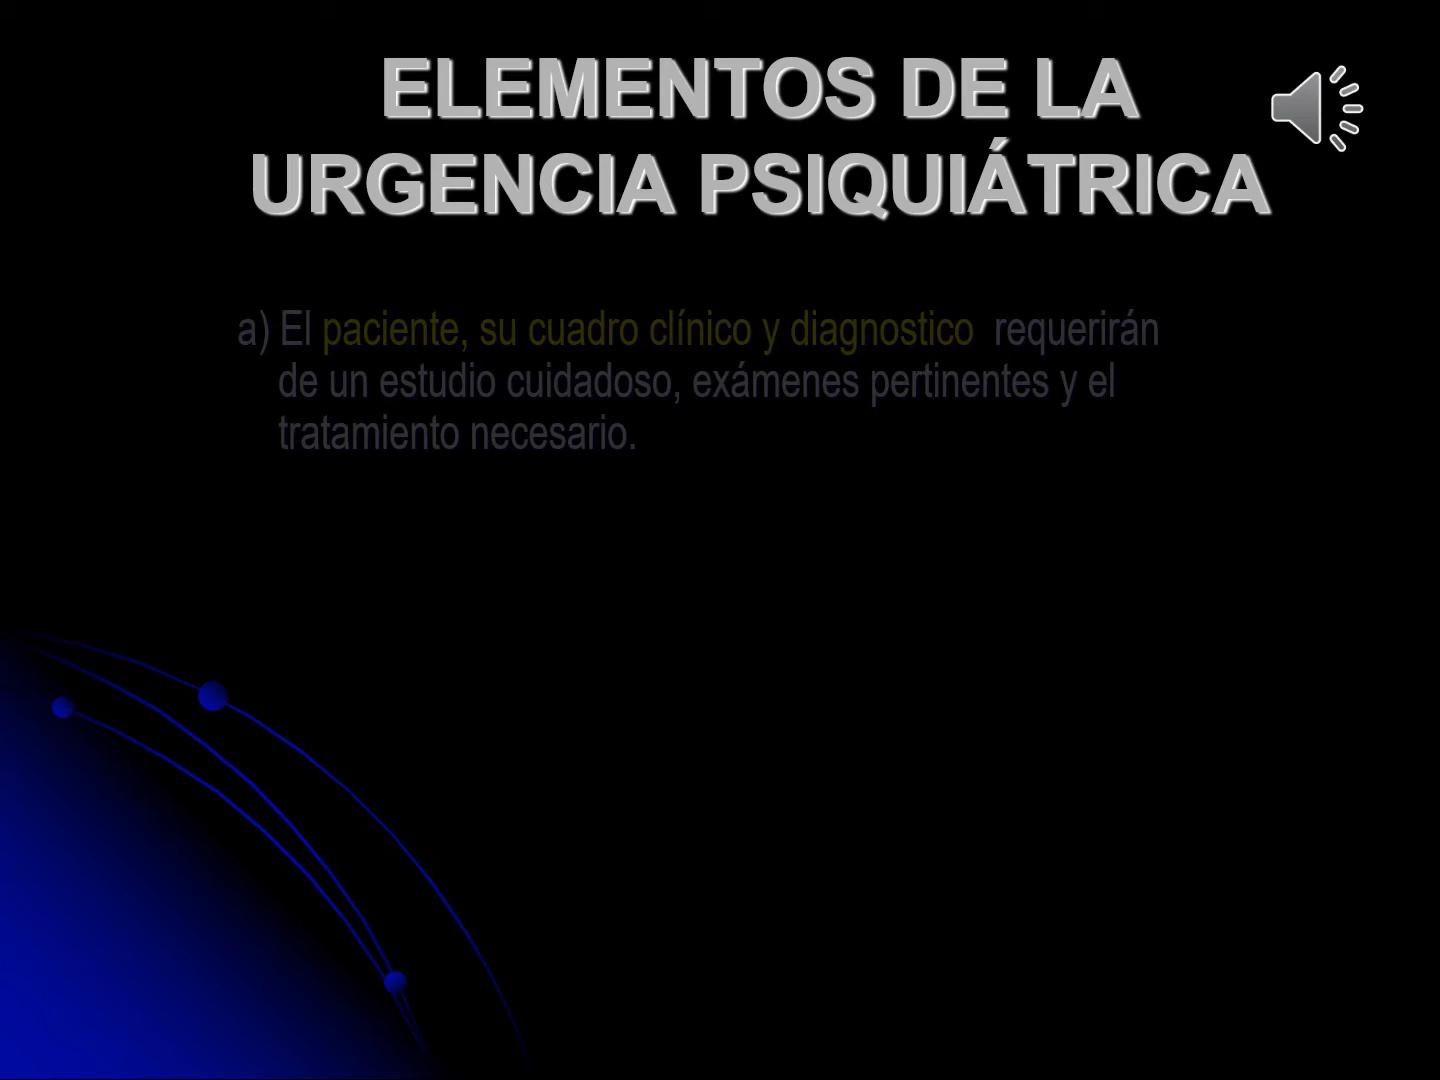 ELEMENTOS DE LA
URGENCIA PSIQUIÁTRICA
a) El paciente, su cuadro clínico y diagnostico requerirán
de un estudio cuidadoso, exámenes pertinentes y el
tratamiento necesario.